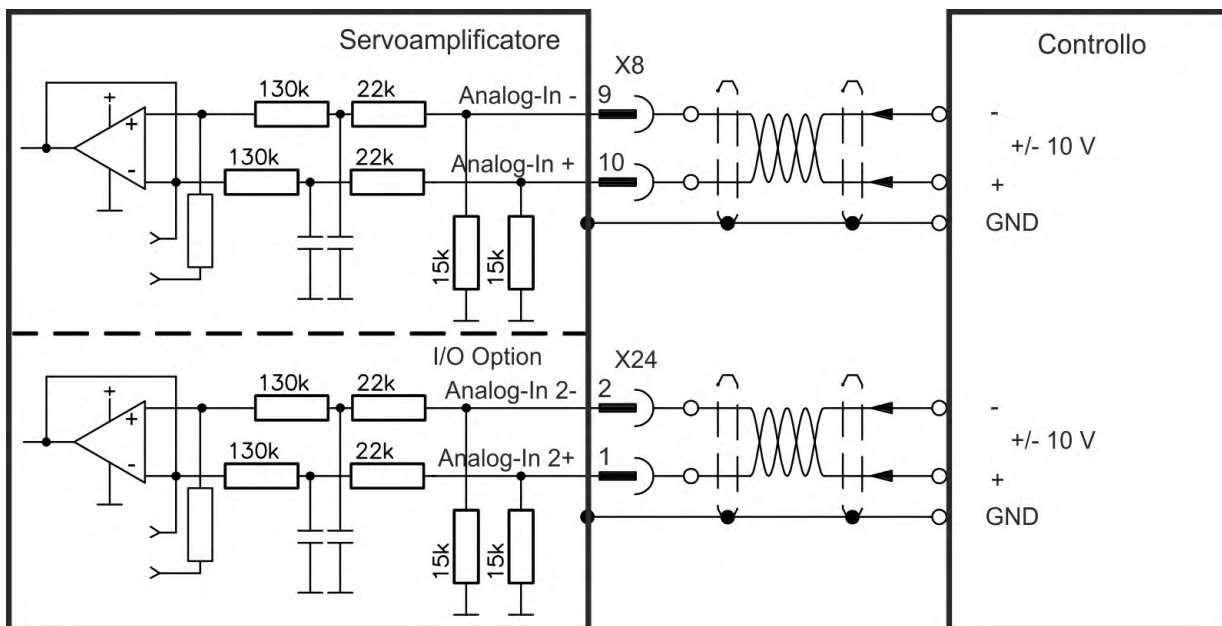 Servoamplificatore
Controllo
X8
130k 22k Analog-In - 9 -
+/- 10 V
130k 22k Analog-In + 10 +
GND
15k 15k
I/O Option X24
130k 22k Analog-In 2- 2 -
+/- 10 V
130k 22k Analog-In 2+ 1 +
GND
15k 15k
+
+
-
+
+
-